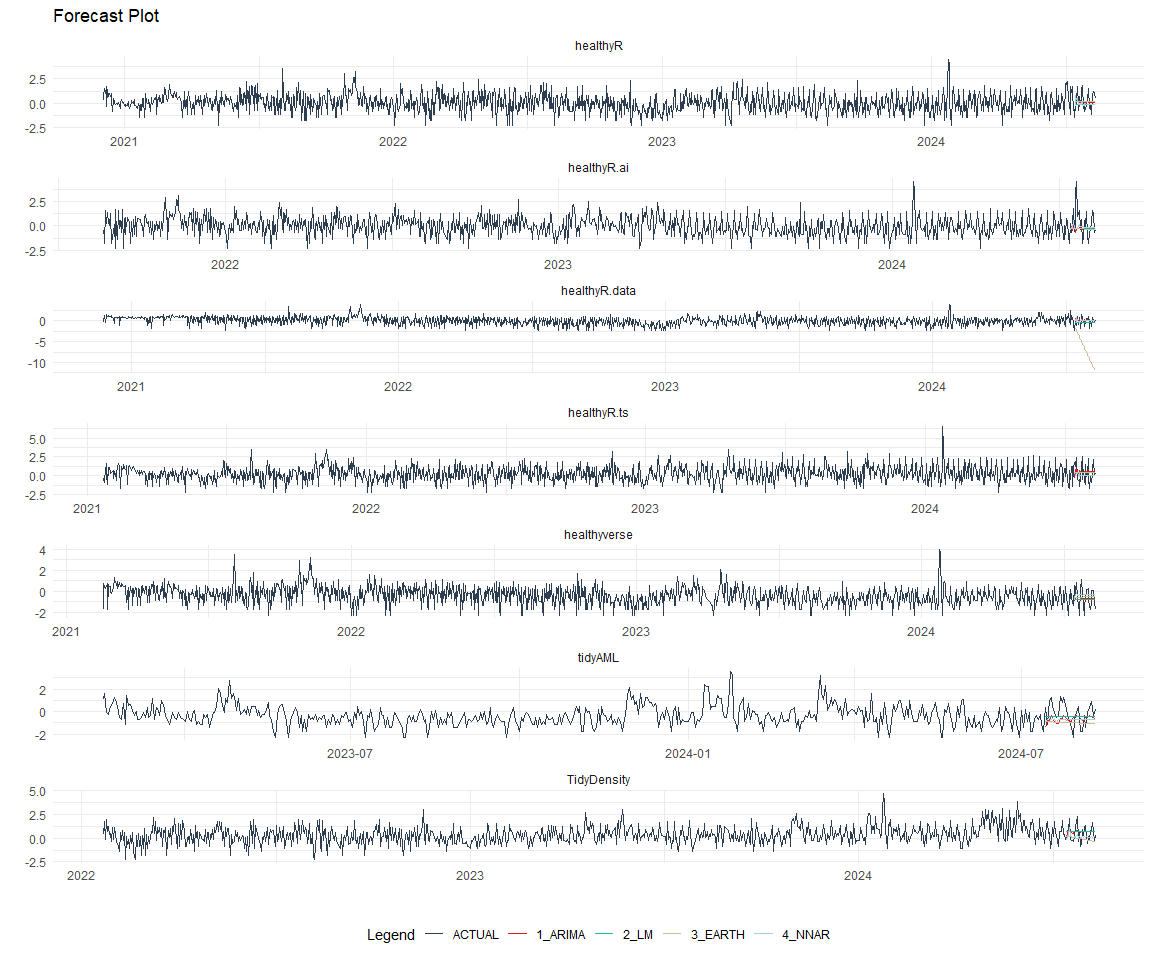 Forecast Plot
healthyR
2.5
0.0
-2.5
2021 2022 2023 2024
healthyR.ai
2.5
0.0
-2.5
2022 2023 2024
healthyR.data
0
-5
-10
2021 2022 2023 2024
healthyR.ts
5.0
2.5
0.0
-2.5
2021 2022 2023 2024
healthyverse
4
2
0
-2
2021 2022 2023 2024
tidyAML
2
0
-2
2023-07 2024-01 2024-07
TidyDensity
5.0
2.5
0.0
-2.5
2022 2023 2024
Legend ACTUAL 1_ARIMA 2_LM 3_EARTH 4_NNAR